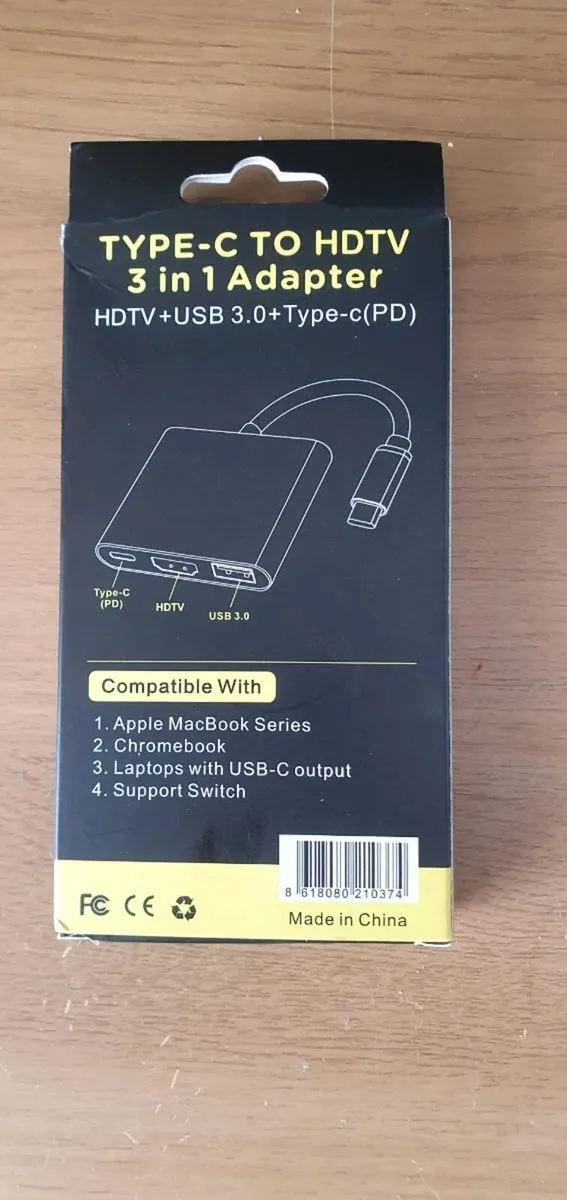 TYPE-C TO HDTV
3 in 1 Adapter
HDTV+USB 3.0+Type-c(PD)
Type-C
(PD)
HDTV
USB 3.0
Compatible With
1. Apple MacBook Series
2. Chromebook
3. Laptops with USB-C output
4. Support Switch
8 618080 210374
FC CE
Made in China